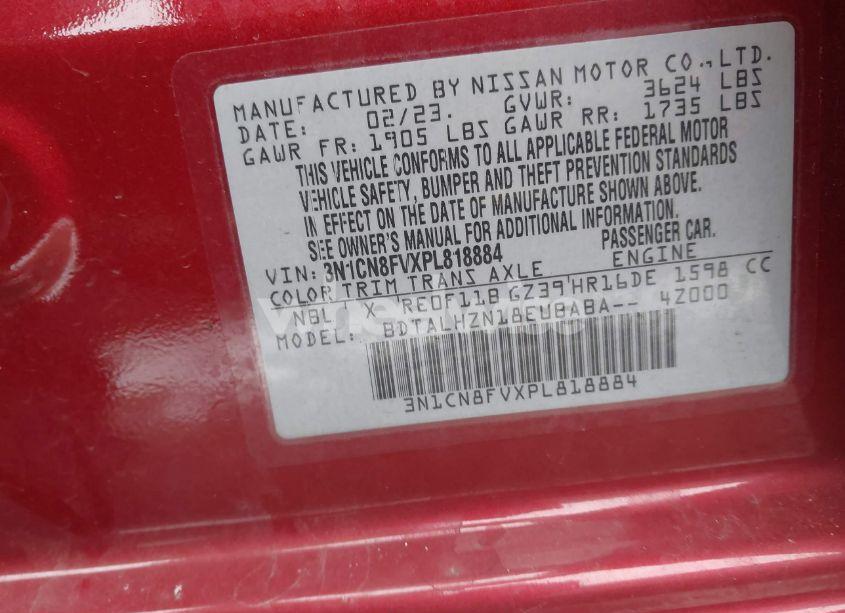 MANUFACTURED BY NISSAN MOTOR CO., LTD.
DATE: 02/23. GVWR: 3624 LBS
GAWR FR: 1905 LBS GAWR RR: 1735 LBS
THIS VEHICLE CONFORMS TO ALL APPLICABLE FEDERAL MOTOR
VEHICLE SAFETY, BUMPER AND THEFT PREVENTION STANDARDS
IN EFFECT ON THE DATE OF MANUFACTURE SHOWN ABOVE.
SEE OWNER'S MANUAL FOR ADDITIONAL INFORMATION.
VIN: 3N1CN8FVXPL818884 PASSENGER CAR.
COLOR TRIM TRANS AXLE ENGINE
NBL X RE0F11B GZ39 HR16DE 1598 CC
MODEL: BDTALHZN18EUBABA-- 4Z000
3N1CN8FVXPL818884